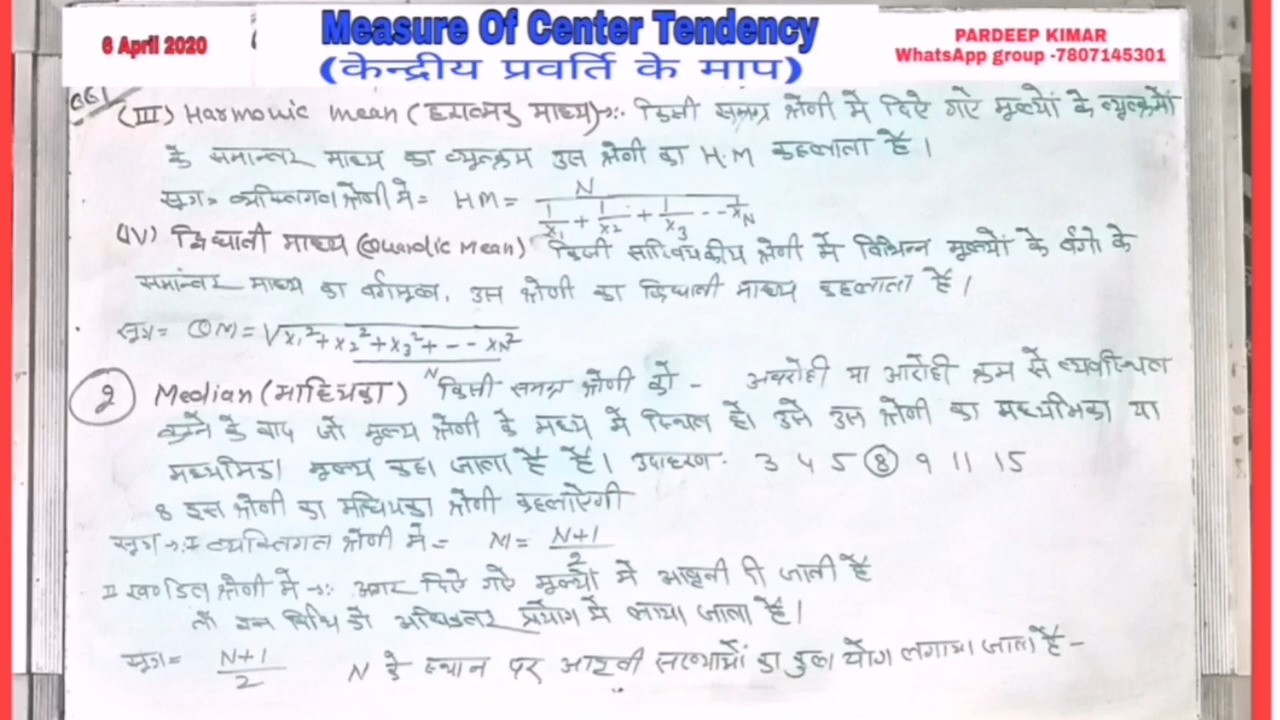 6 April 2020
Measure Of Center Tendency
(केन्द्रीय प्रवर्ति के माप)
PARDEEP KIMAR
WhatsApp group -7807145301
(III) Harmonic mean (हरात्मक माध्य) →:- किसी समग्र श्रेणी में दिऐ गऐ मूल्यों के व्युत्क्रमों
के समान्तर माध्य का व्युत्क्रम उस श्रेणी का H.M कहलाता है।
सूत्र → व्यक्तिगत श्रेणी में = HM = N / (1/x₁ + 1/x₂ + 1/x₃ --- 1/xN)
(IV) द्विघाती माध्य (Quardic Mean) किसी सांख्यिकीय श्रेणी में विभिन्न मूल्यों के वर्गो के
समांन्तर माध्य का वर्गमूल, उस श्रेणी का द्विघाती माध्य कहलाता है।
सूत्र = QM = √x₁²+x₂²+x₃²+ --- xN² / N
2 Median (माध्यिका) किसी समग्र श्रेणी को - अवरोही या आरोही क्रम से व्यवस्थित
करने के बाद जो मूल्य श्रेणी के मध्य में स्थित हो। उसे उस श्रेणी का मध्यमिका या
मध्यमिका मूल्य कहा जाता है है। उदाहरण- 3 4 5 8 9 11 15
8 इस श्रेणी का मध्यिका श्रेणी कहलाऐगी
सूत्र →:- I व्यक्तिगत श्रेणी में = M = N+1 / 2
II खण्डित श्रेणी में →:- अगर दिऐ गऐ मूल्यों में आवृती दी जाती है
तो इस विधि को अधिकतर प्रयोग में लाया जाता है।
सूत्र = N+1 / 2 N के स्थान पर आवृती संख्याओं का कुल योग लगाया जाता है -